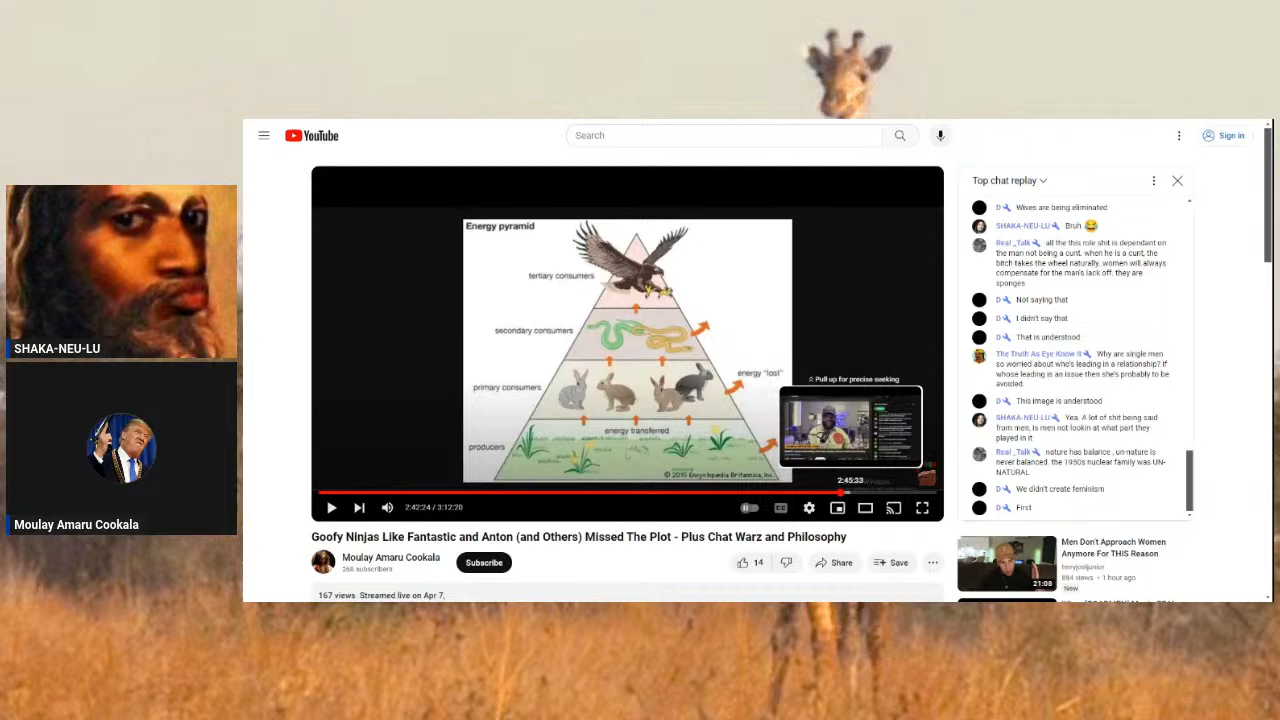 YouTube
Search
Sign in
Energy pyramid
tertiary consumers
secondary consumers
primary consumers
energy "lost"
energy transferred
producers
© 2015 Encyclopædia Britannica, Inc.
Pull up for precise seeking
2:45:33
2:42:24 / 3:12:20
CC
Goofy Ninjas Like Fantastic and Anton (and Others) Missed The Plot - Plus Chat Warz and Philosophy
Moulay Amaru Cookala
Subscribe
14
Share
Save
167 views Streamed live on Apr 7,
Top chat replay
D Wives are being eliminated
SHAKA-NEU-LU Bruh 😂
Real _Talk all the this role shit is dependant on
the man not being a cunt. when he is a cunt, the
bitch takes the wheel naturally..women will always
compensate for the man's lack off. they are
sponges
D Not saying that
D I didn't say that
D That is understood
The Truth As Eye Know It Why are single men
so worried about who's leading in a relationship? If
whose leading is an issue then she's probably to be
avoided.
D This image is understood
SHAKA-NEU-LU Yea. A lot of shit being said
from men, is men not lookin at what part they
played in it
Real _Talk nature has balance , un-nature is
never balanced. the 1950s nuclear family was UN-
NATURAL
D We didn't create feminism
D First
Men Don't Approach Women
Anymore For THIS Reason
terryjoeljunior
884 views • 1 hour ago
New
21:08
SHAKA-NEU-LU
Moulay Amaru Cookala